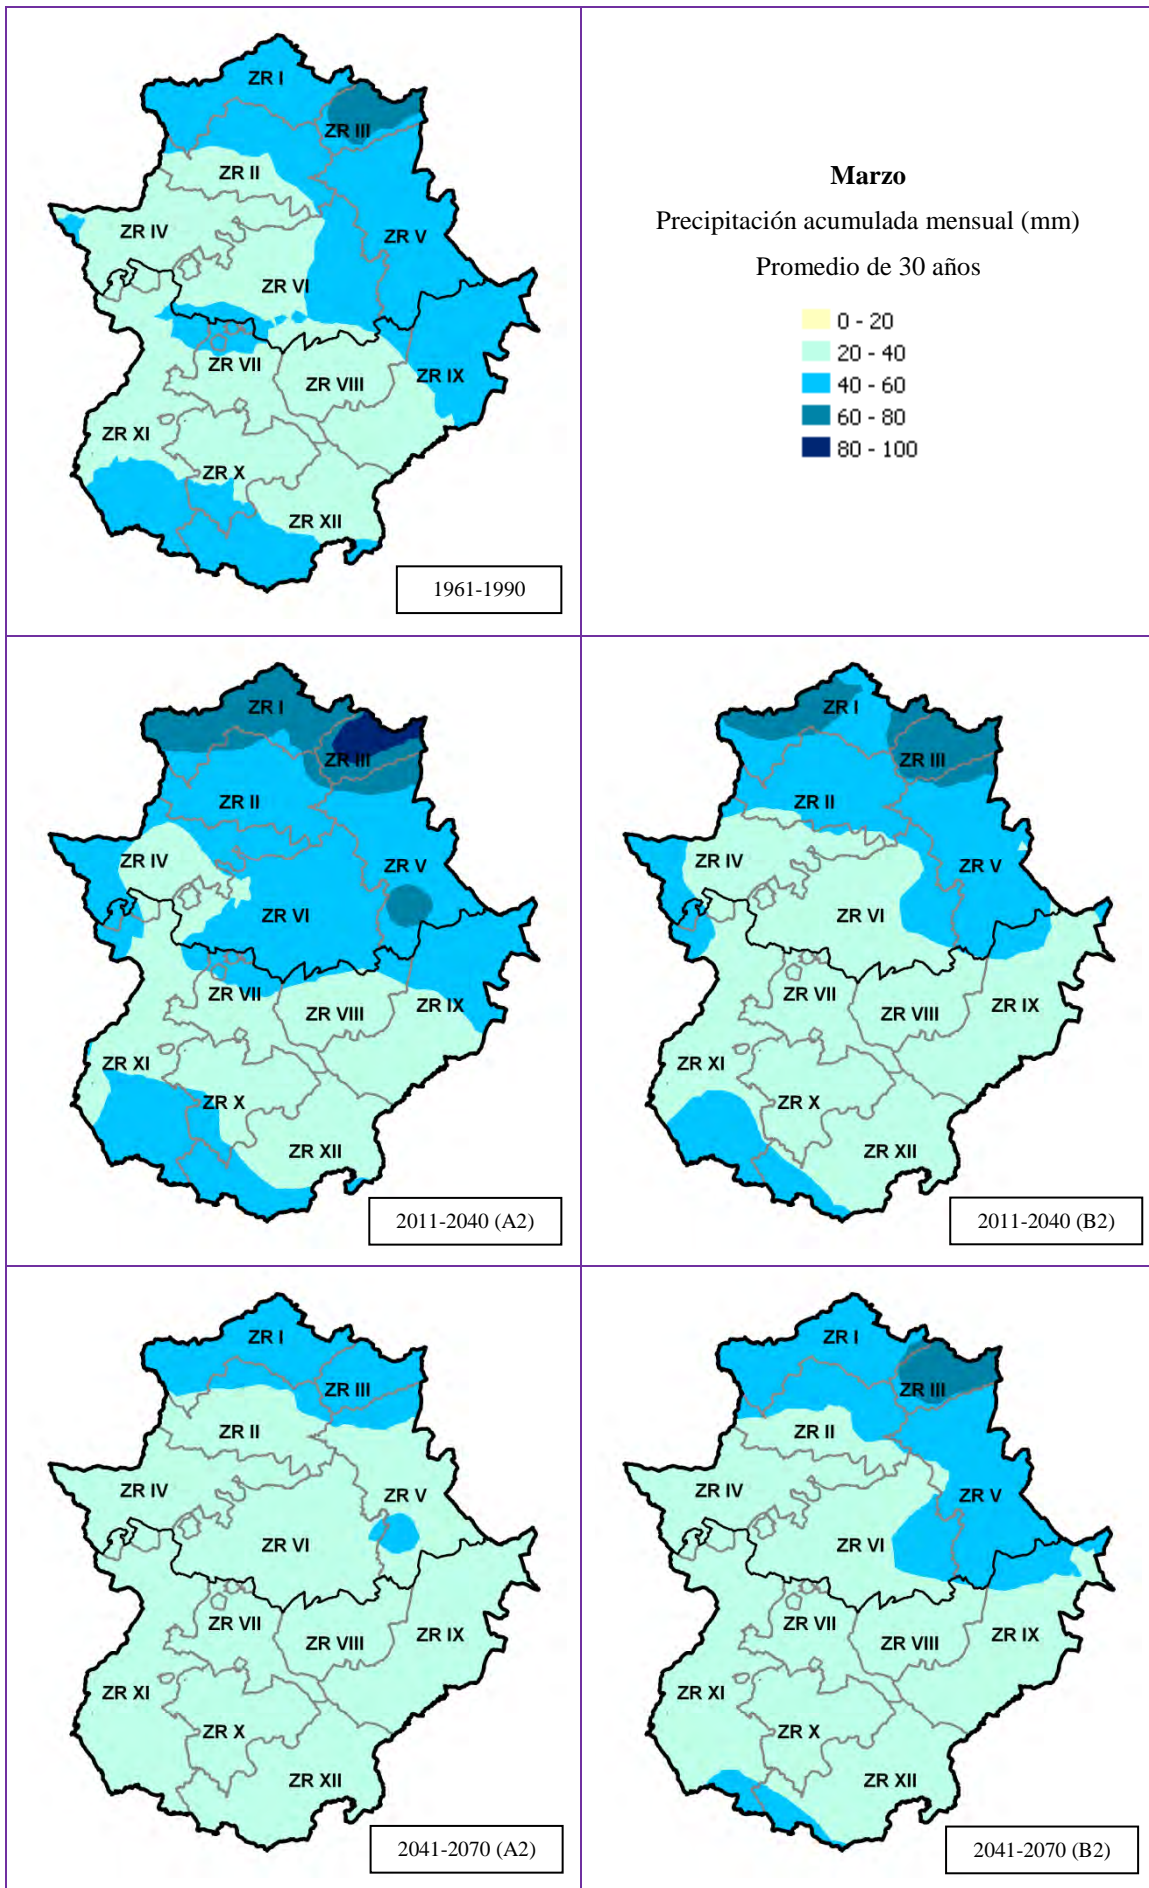 ZR I
ZR III
ZR II
ZR IV
ZR V
ZR VI
ZR VII
ZR VIII
ZR IX
ZR XI
ZR X
ZR XII
1961-1990
Marzo
Precipitación acumulada mensual (mm)
Promedio de 30 años
0 - 20
20 - 40
40 - 60
60 - 80
80 - 100
ZR I
ZR III
ZR II
ZR IV
ZR V
ZR VI
ZR VII
ZR VIII
ZR IX
ZR XI
ZR X
ZR XII
2011-2040 (A2)
ZR I
ZR III
ZR II
ZR IV
ZR V
ZR VI
ZR VII
ZR VIII
ZR IX
ZR XI
ZR X
ZR XII
2011-2040 (B2)
ZR I
ZR III
ZR II
ZR IV
ZR V
ZR VI
ZR VII
ZR VIII
ZR IX
ZR XI
ZR X
ZR XII
2041-2070 (A2)
ZR I
ZR III
ZR II
ZR IV
ZR V
ZR VI
ZR VII
ZR VIII
ZR IX
ZR XI
ZR X
ZR XII
2041-2070 (B2)